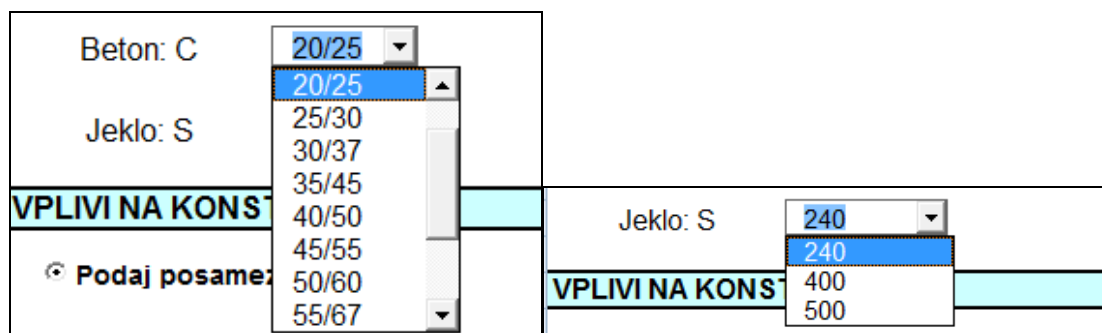 Beton: C 20/25
20/25
25/30
Jeklo: S
30/37
35/45
VPLIVI NA KONST
40/50
45/55
Podaj posamez
50/60
55/67
Jeklo: S 240
240
400
VPLIVI NA KONST
500